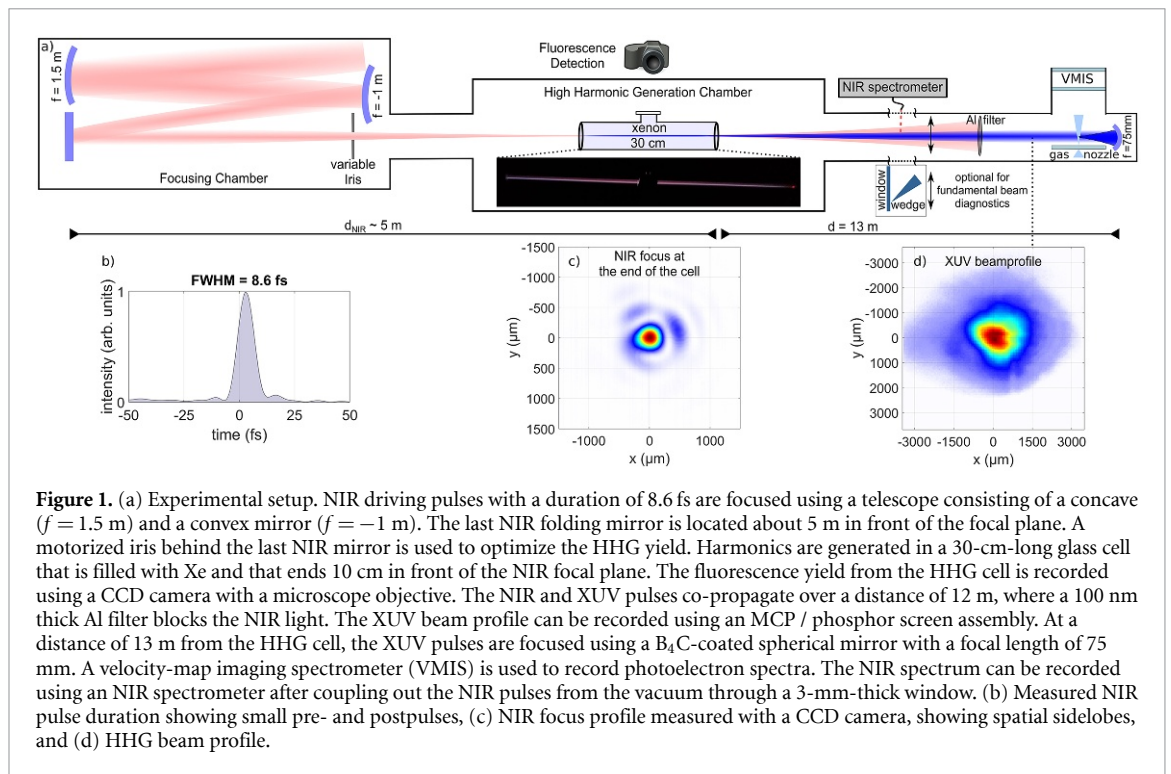 a)
f = 1.5 m
f = -1 m
variable
Iris
Focusing Chamber
Fluorescence
Detection
High Harmonic Generation Chamber
xenon
30 cm
NIR spectrometer
Al filter
VMIS
gas nozzle
f =75mm
window
wedge
optional for
fundamental beam
diagnostics
dNIR ~ 5 m
d = 13 m
b)
FWHM = 8.6 fs
intensity (arb. units)
1
0
-50 -25 0 25 50
time (fs)
c)
NIR focus at
the end of the cell
-1500
-1000
-500
0
500
1000
1500
y (µm)
-1000 0 1000
x (µm)
d)
XUV beamprofile
-3000
-2000
-1000
0
1000
2000
3000
y (µm)
-3000 -1500 0 1500 3000
x (µm)
Figure 1. (a) Experimental setup. NIR driving pulses with a duration of 8.6 fs are focused using a telescope consisting of a concave
(f = 1.5 m) and a convex mirror (f = −1 m). The last NIR folding mirror is located about 5 m in front of the focal plane. A
motorized iris behind the last NIR mirror is used to optimize the HHG yield. Harmonics are generated in a 30-cm-long glass cell
that is filled with Xe and that ends 10 cm in front of the NIR focal plane. The fluorescence yield from the HHG cell is recorded
using a CCD camera with a microscope objective. The NIR and XUV pulses co-propagate over a distance of 12 m, where a 100 nm
thick Al filter blocks the NIR light. The XUV beam profile can be recorded using an MCP / phosphor screen assembly. At a
distance of 13 m from the HHG cell, the XUV pulses are focused using a B₄C-coated spherical mirror with a focal length of 75
mm. A velocity-map imaging spectrometer (VMIS) is used to record photoelectron spectra. The NIR spectrum can be recorded
using an NIR spectrometer after coupling out the NIR pulses from the vacuum through a 3-mm-thick window. (b) Measured NIR
pulse duration showing small pre- and postpulses, (c) NIR focus profile measured with a CCD camera, showing spatial sidelobes,
and (d) HHG beam profile.